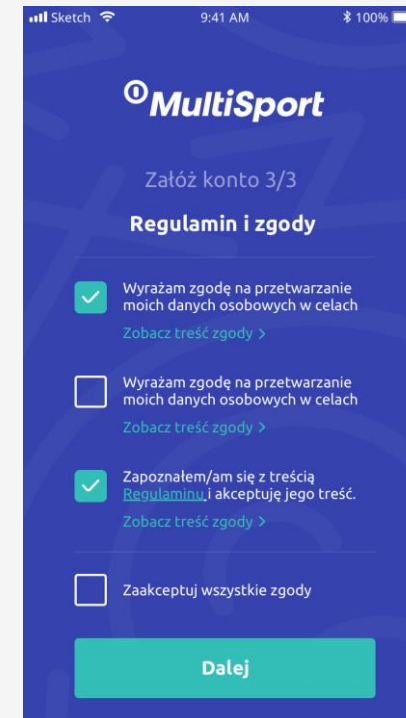 Sketch 9:41 AM 100%
MultiSport
Załóż konto 3/3
Regulamin i zgody
Wyrażam zgodę na przetwarzanie
moich danych osobowych w celach
Zobacz treść zgody >
Wyrażam zgodę na przetwarzanie
moich danych osobowych w celach
Zobacz treść zgody >
Zapoznałem/am się z treścią
Regulaminu i akceptuję jego treść.
Zobacz treść zgody >
Zaakceptuj wszystkie zgody
Dalej